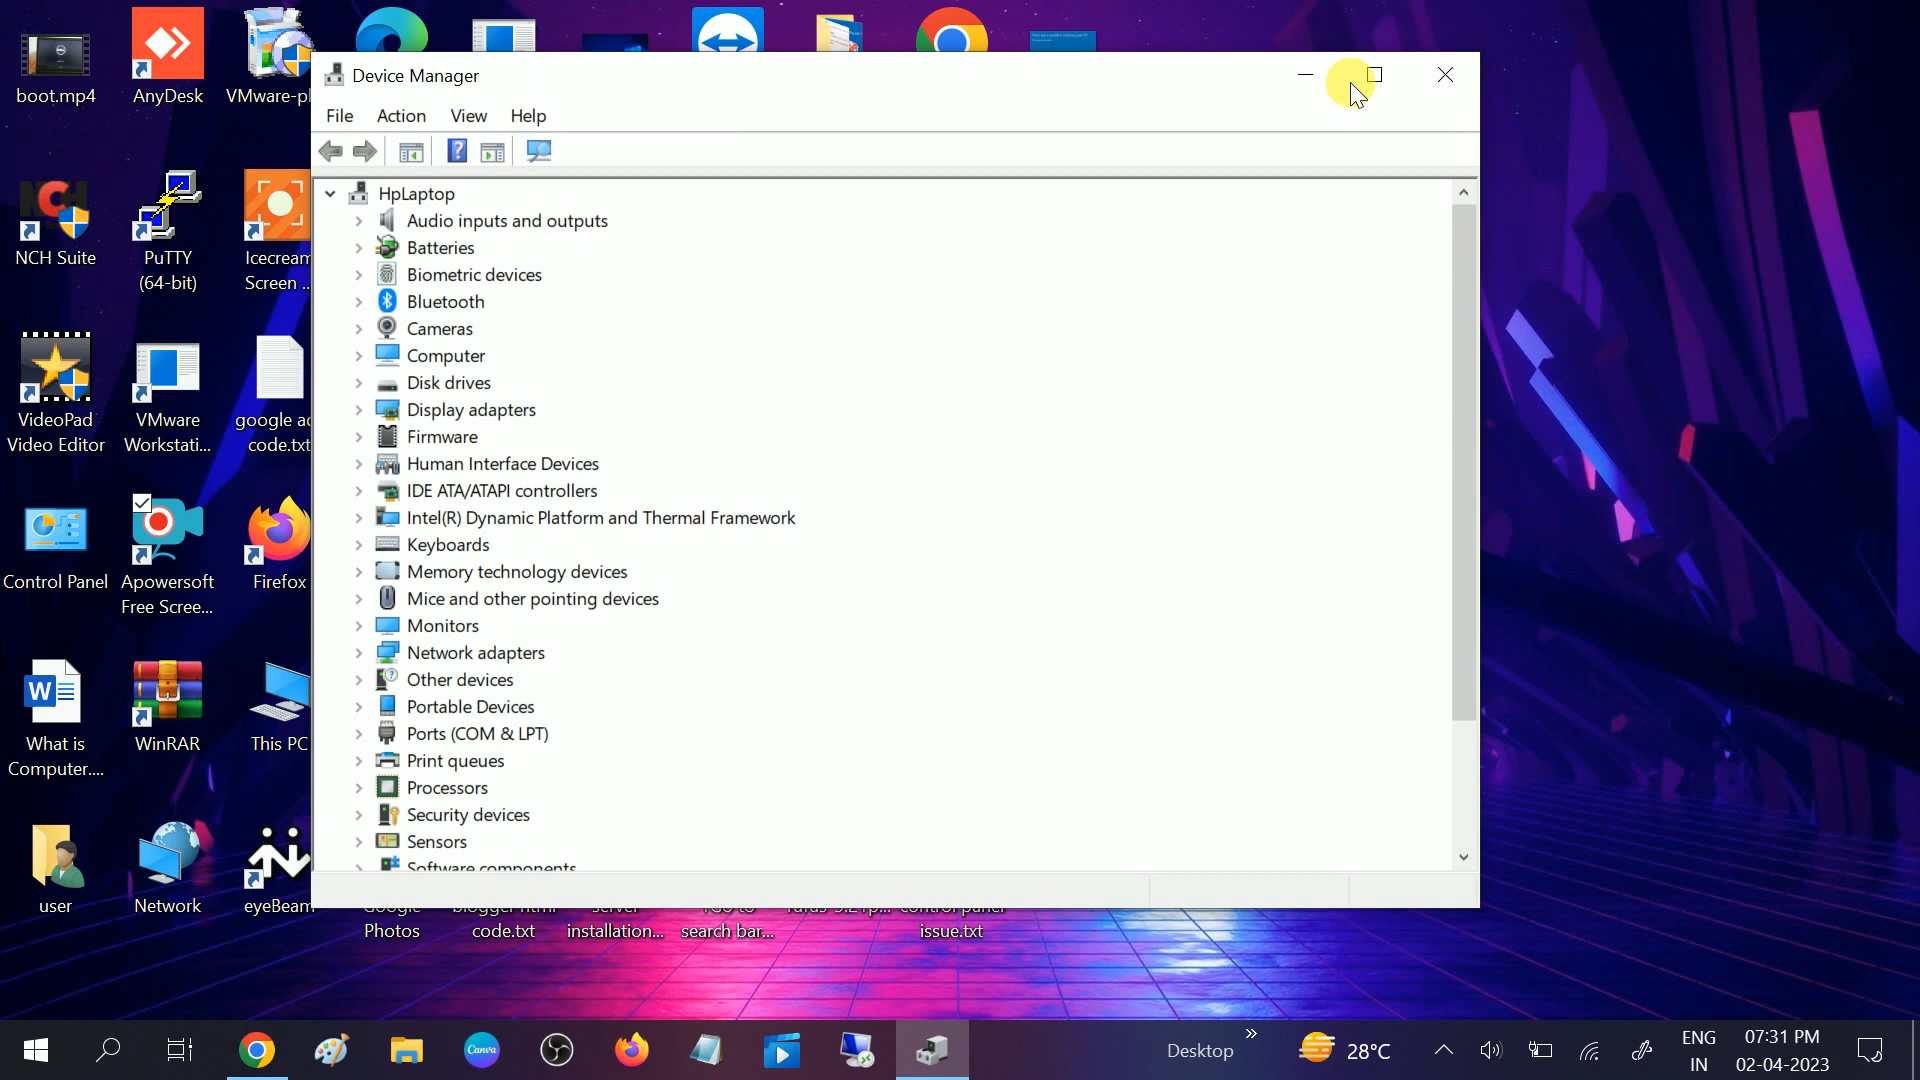 boot.mp4
AnyDesk
VMware-pl
NCH Suite
PuTTY
(64-bit)
Icecream
Screen ...
VideoPad
Video Editor
VMware
Workstati...
google ad
code.txt
Control Panel
Apowersoft
Free Scree...
Firefox
What is
Computer....
WinRAR
This PC
user
Network
eyeBeam
Device Manager
File Action View Help
HpLaptop
Audio inputs and outputs
Batteries
Biometric devices
Bluetooth
Cameras
Computer
Disk drives
Display adapters
Firmware
Human Interface Devices
IDE ATA/ATAPI controllers
Intel(R) Dynamic Platform and Thermal Framework
Keyboards
Memory technology devices
Mice and other pointing devices
Monitors
Network adapters
Other devices
Portable Devices
Ports (COM & LPT)
Print queues
Processors
Security devices
Sensors
Software components
Google
Photos
code.txt
installation...
search bar...
control panel
issue.txt
Canva
Desktop
28°C
ENG
IN
07:31 PM
02-04-2023